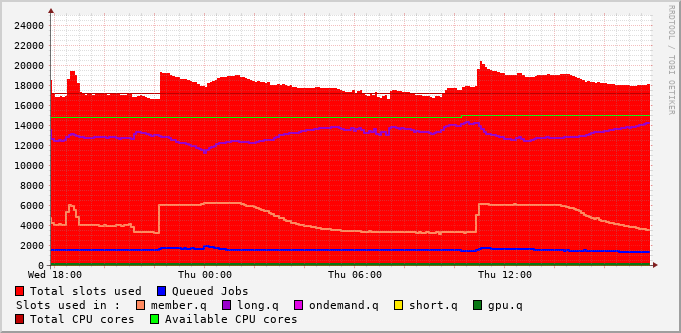 24000
22000
20000
18000
16000
14000
12000
10000
8000
6000
4000
2000
0
Wed 18:00 Thu 00:00 Thu 06:00 Thu 12:00
Total slots used Queued Jobs
Slots used in : member.q long.q ondemand.q short.q gpu.q
Total CPU cores Available CPU cores
RRDTOOL / TOBI OETIKER